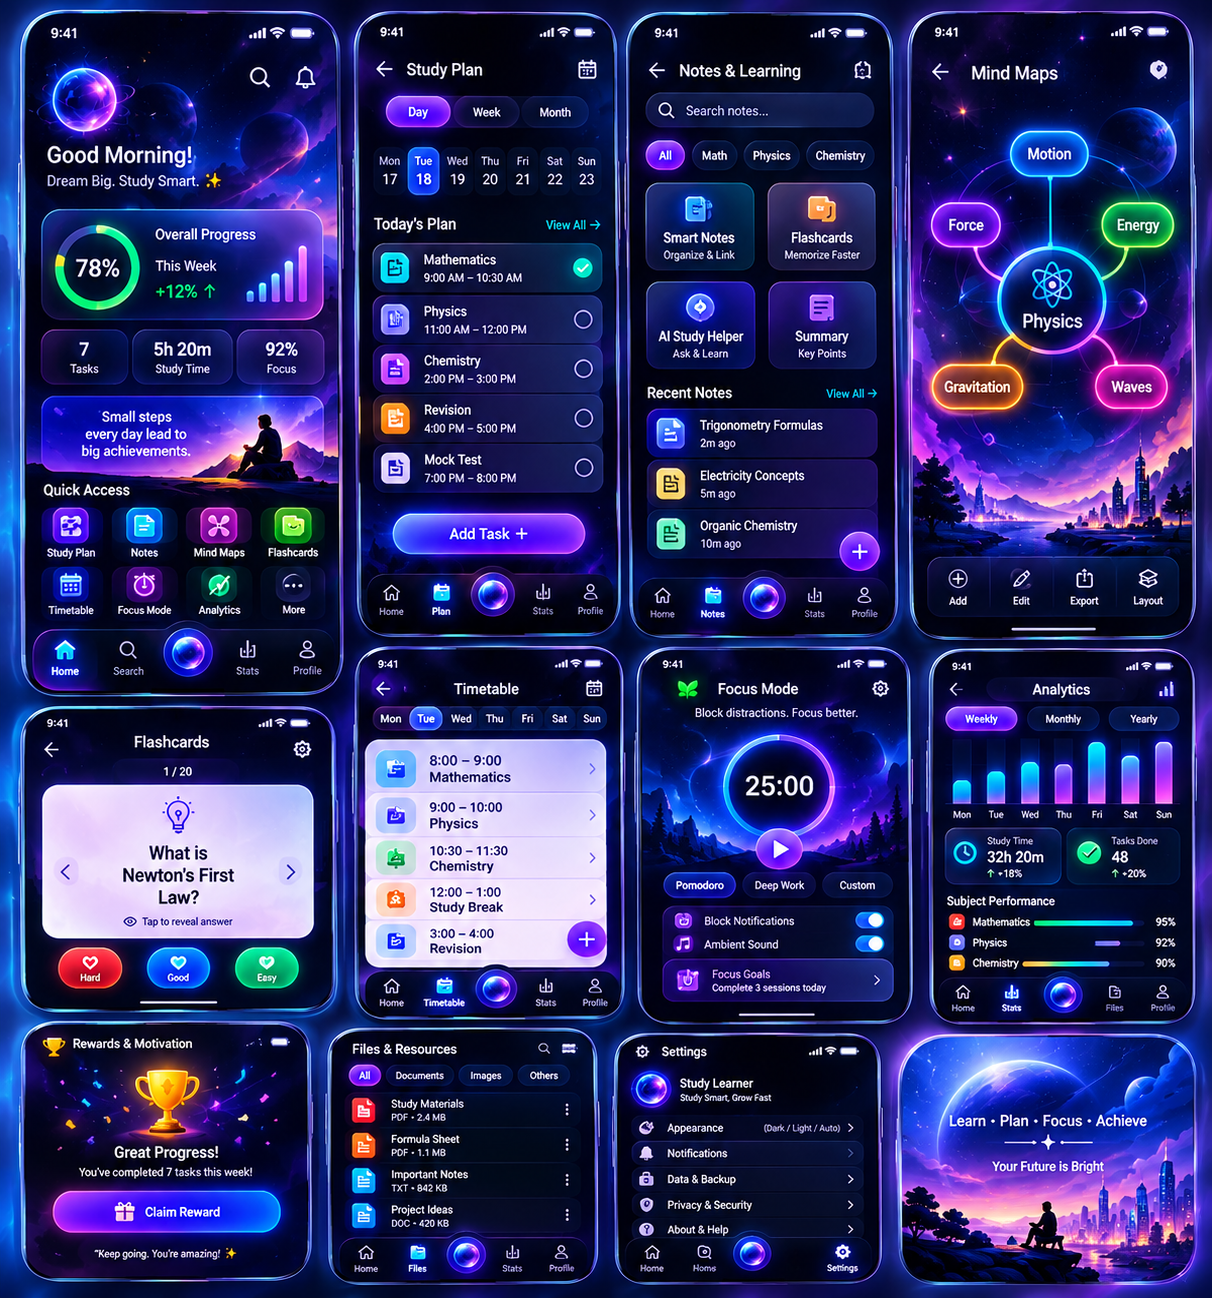 9:41
Good Morning!
Dream Big. Study Smart. ✨
78%
Overall Progress
This Week
+12% ↑
7
Tasks
5h 20m
Study Time
92%
Focus
Small steps
every day lead to
big achievements.
Quick Access
Study Plan
Notes
Mind Maps
Flashcards
Timetable
Focus Mode
Analytics
More
Home
Search
Stats
Profile
9:41
Study Plan
Day
Week
Month
Mon Tue Wed Thu Fri Sat Sun
17 18 19 20 21 22 23
Today's Plan
View All →
Mathematics
9:00 AM – 10:30 AM
Physics
11:00 AM – 12:00 PM
Chemistry
2:00 PM – 3:00 PM
Revision
4:00 PM – 5:00 PM
Mock Test
7:00 PM – 8:00 PM
Add Task +
Home
Plan
Stats
Profile
9:41
Notes & Learning
Search notes...
All
Math
Physics
Chemistry
Smart Notes
Organize & Link
Flashcards
Memorize Faster
AI Study Helper
Ask & Learn
Summary
Key Points
Recent Notes
View All →
Trigonometry Formulas
2m ago
Electricity Concepts
5m ago
Organic Chemistry
10m ago
Home
Notes
Stats
Profile
9:41
Mind Maps
Motion
Force
Energy
Physics
Gravitation
Waves
Add
Edit
Export
Layout
9:41
Flashcards
1 / 20
What is
Newton's First
Law?
Tap to reveal answer
Hard
Good
Easy
9:41
Timetable
Mon Tue Wed Thu Fri Sat Sun
8:00 – 9:00
Mathematics
9:00 – 10:00
Physics
10:30 – 11:30
Chemistry
12:00 – 1:00
Study Break
3:00 – 4:00
Revision
Home
Timetable
Stats
Profile
9:41
Focus Mode
Block distractions. Focus better.
25:00
Pomodoro
Deep Work
Custom
Block Notifications
Ambient Sound
Focus Goals
Complete 3 sessions today
9:41
Analytics
Weekly
Monthly
Yearly
Mon Tue Wed Thu Fri Sat Sun
Study Time
32h 20m
↑ +18%
Tasks Done
48
↑ +20%
Subject Performance
Mathematics 95%
Physics 92%
Chemistry 90%
Home
Stats
Files
Profile
Rewards & Motivation
Great Progress!
You've completed 7 tasks this week!
Claim Reward
"Keep going. You're amazing! ✨
Files & Resources
All
Documents
Images
Others
Study Materials
PDF • 2.4 MB
Formula Sheet
PDF • 1.1 MB
Important Notes
TXT • 842 KB
Project Ideas
DOC • 420 KB
Home
Files
Stats
Profile
Settings
Study Learner
Study Smart, Grow Fast
Appearance (Dark / Light / Auto)
Notifications
Data & Backup
Privacy & Security
About & Help
Home
Homs
Settings
Learn • Plan • Focus • Achieve
Your Future is Bright